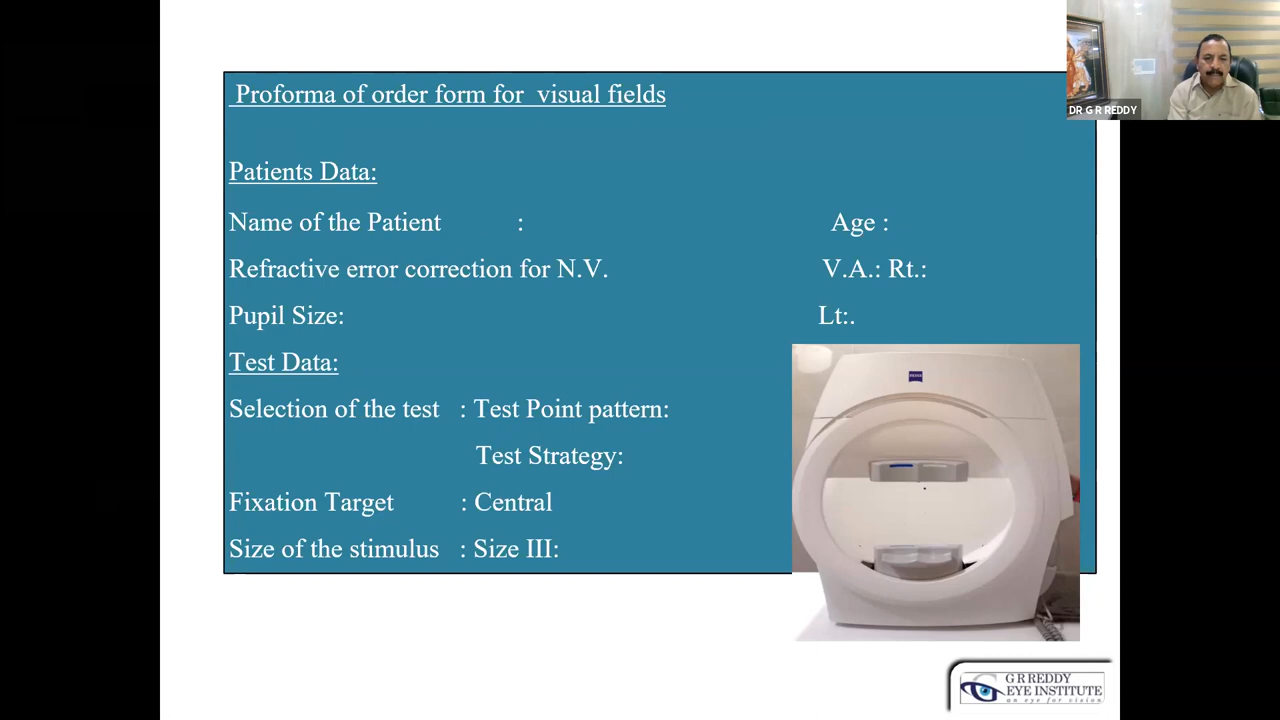 Proforma of order form for visual fields
Patients Data:
Name of the Patient : Age :
Refractive error correction for N.V. V.A.: Rt.:
Pupil Size: Lt:.
Test Data:
Selection of the test : Test Point pattern:
Test Strategy:
Fixation Target : Central
Size of the stimulus : Size III:
DR G R REDDY
ZEISS
G R REDDY
EYE INSTITUTE
an eye for vision